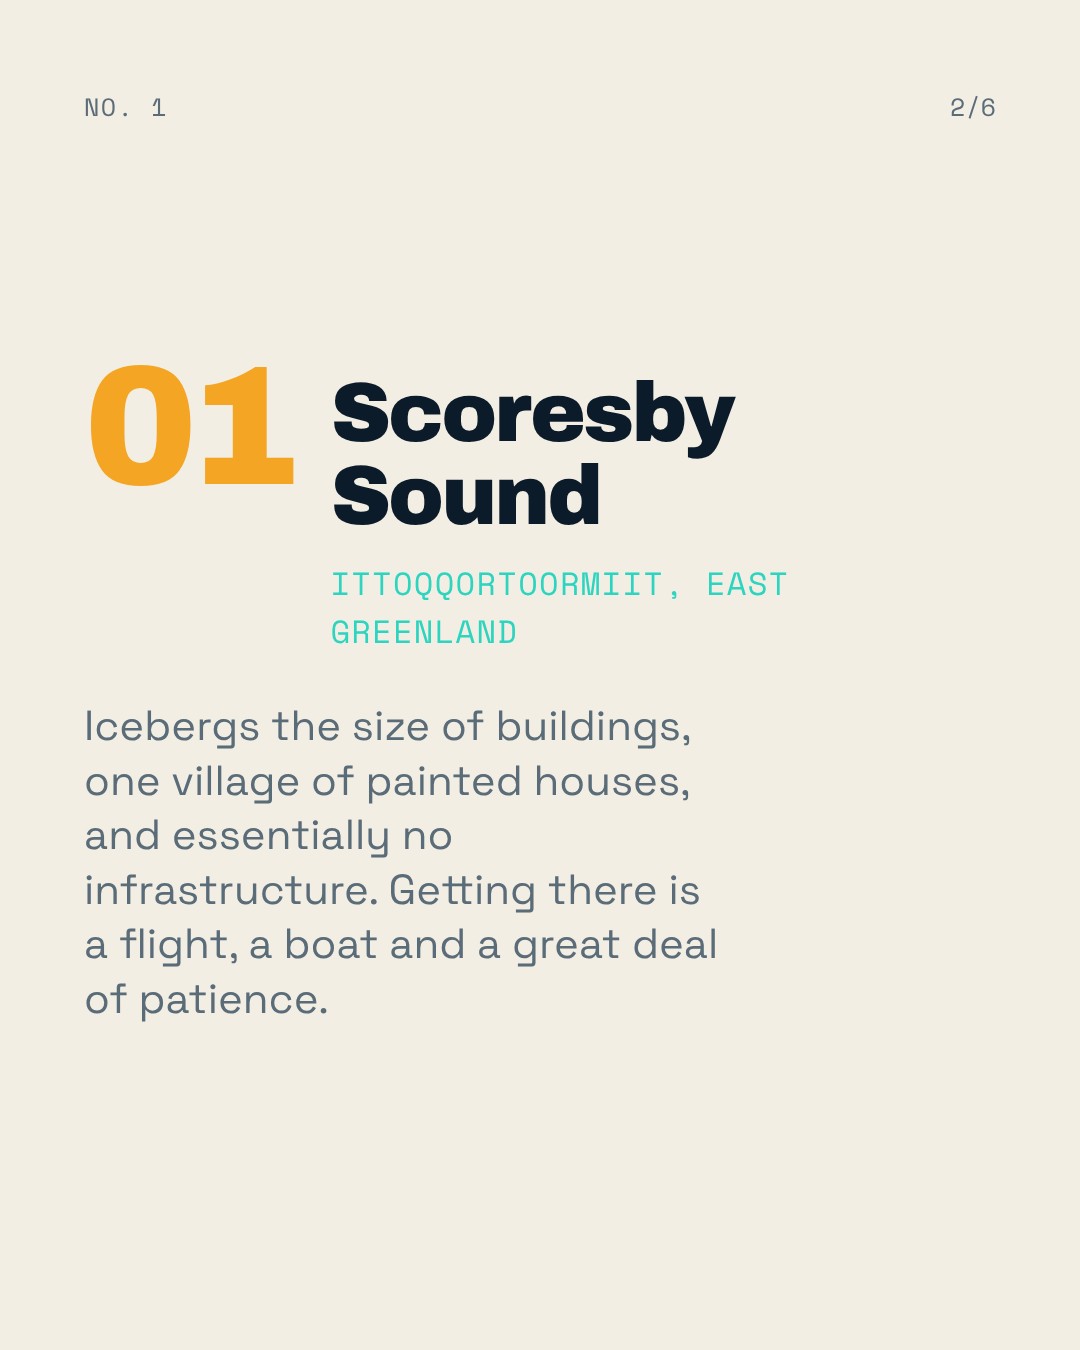 NO. 1
2/6
01
Scoresby
Sound
ITTOQQORTOORMIIT, EAST
GREENLAND
Icebergs the size of buildings,
one village of painted houses,
and essentially no
infrastructure. Getting there is
a flight, a boat and a great deal
of patience.